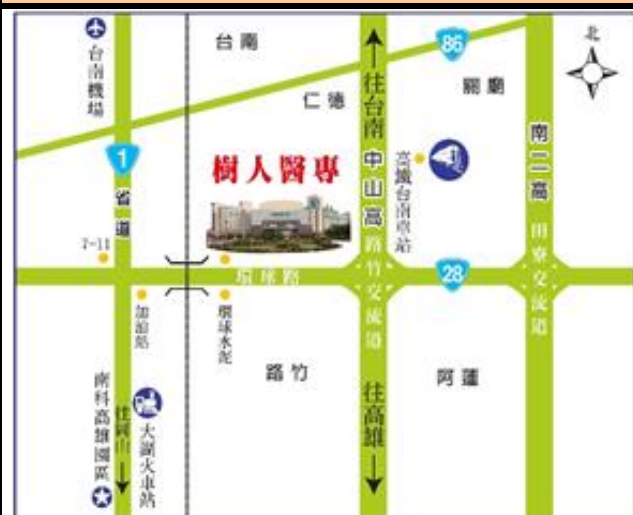 北
台南
86
往台南
仁德
關廟
台南機場
1
省道
樹人醫專
中山高
高鐵台南車站
南二高
7-11
環球路
路竹交流道
28
田寮交流道
加油站
環球水泥
路竹
阿蓮
南科高雄園區
往岡山
大湖火車站
往高雄